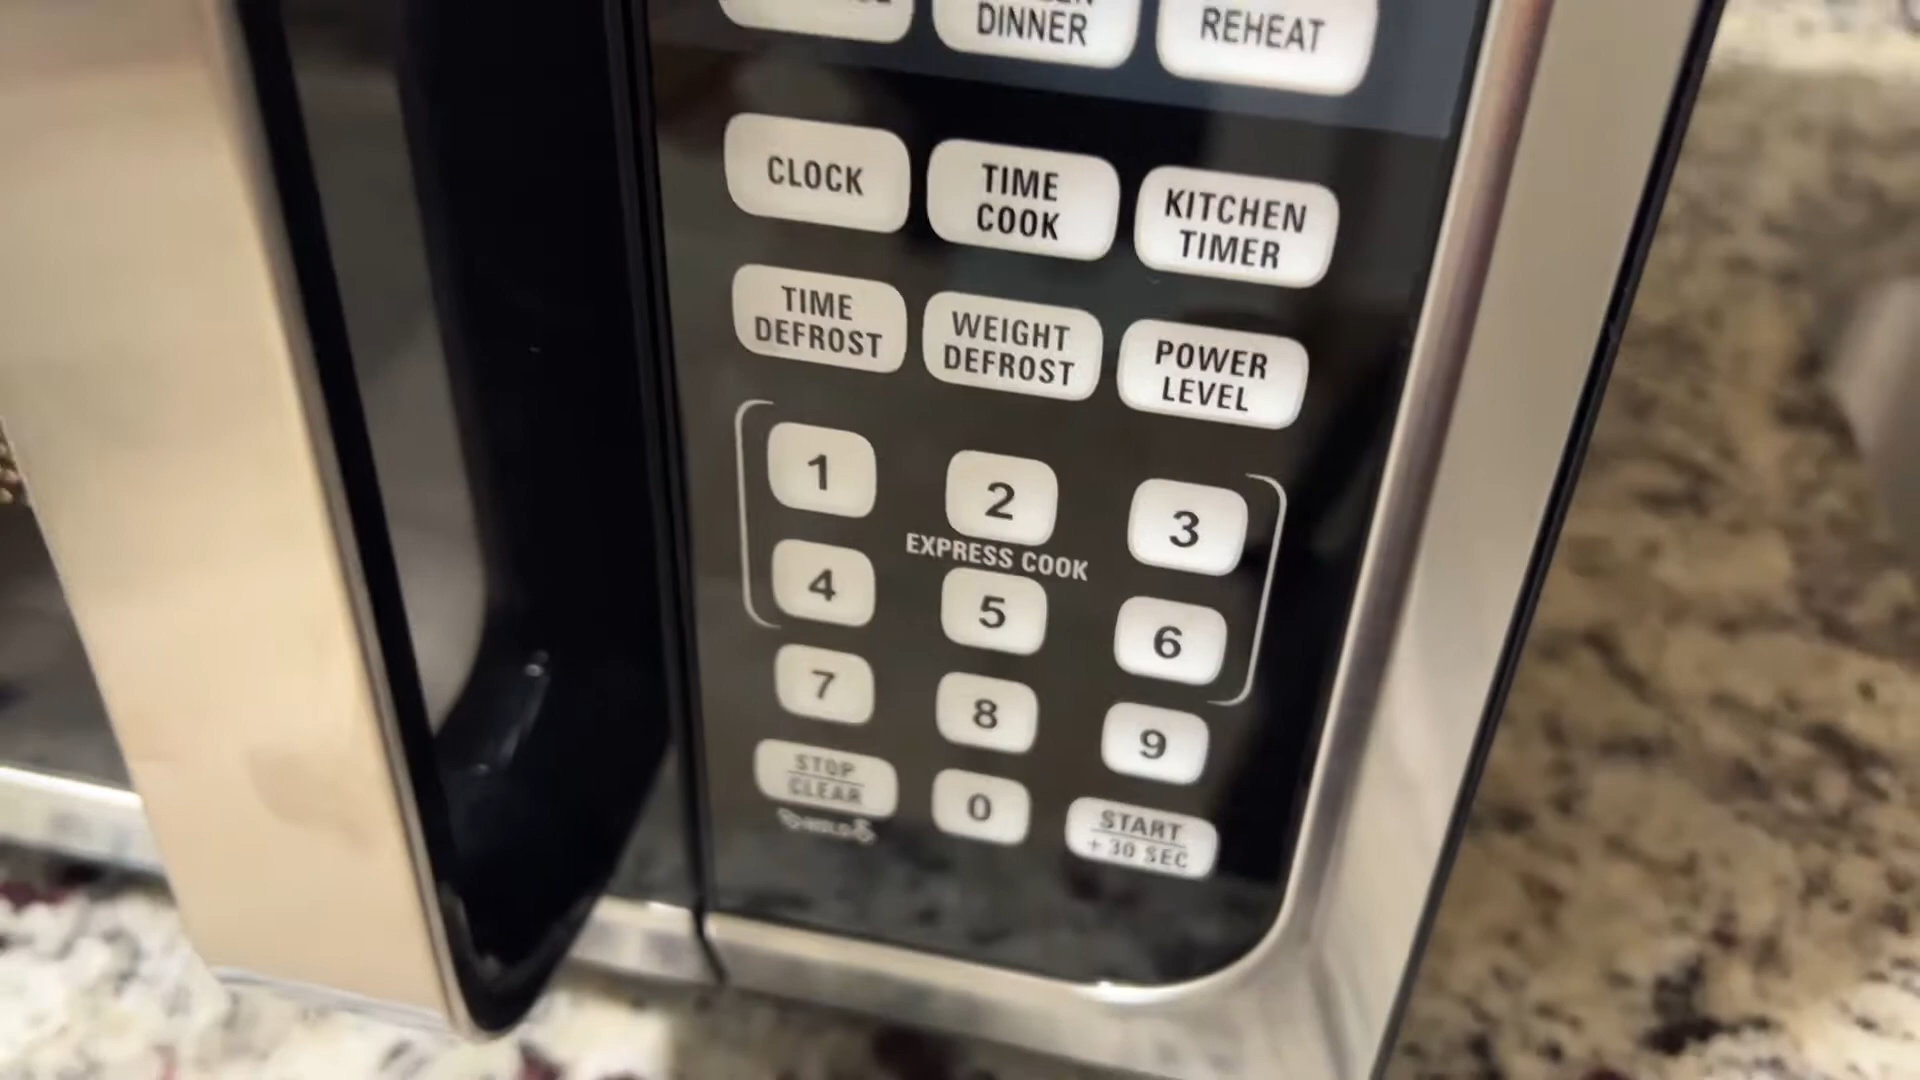 DINNER
REHEAT
CLOCK
TIME
COOK
KITCHEN
TIMER
TIME
DEFROST
WEIGHT
DEFROST
POWER
LEVEL
1
2
3
EXPRESS COOK
4
5
6
7
8
9
STOP
CLEAR
0
START
+ 30 SEC